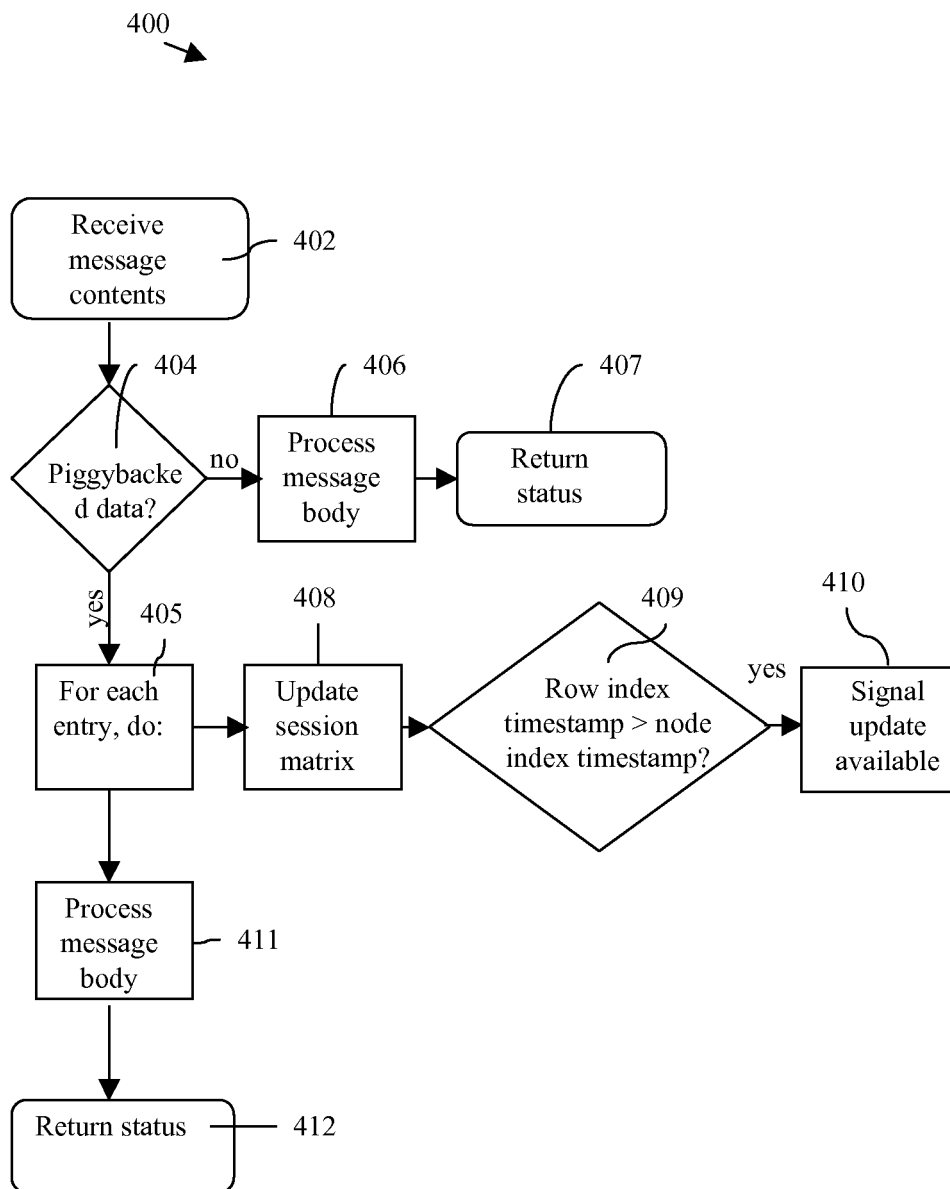 400
Receive
message
contents
402
404
406
407
Piggybacke
d data?
no
Process
message
body
Return
status
yes
405
408
409
410
For each
entry, do:
Update
session
matrix
Row index
timestamp > node
index timestamp?
yes
Signal
update
available
Process
message
body
411
Return status
412